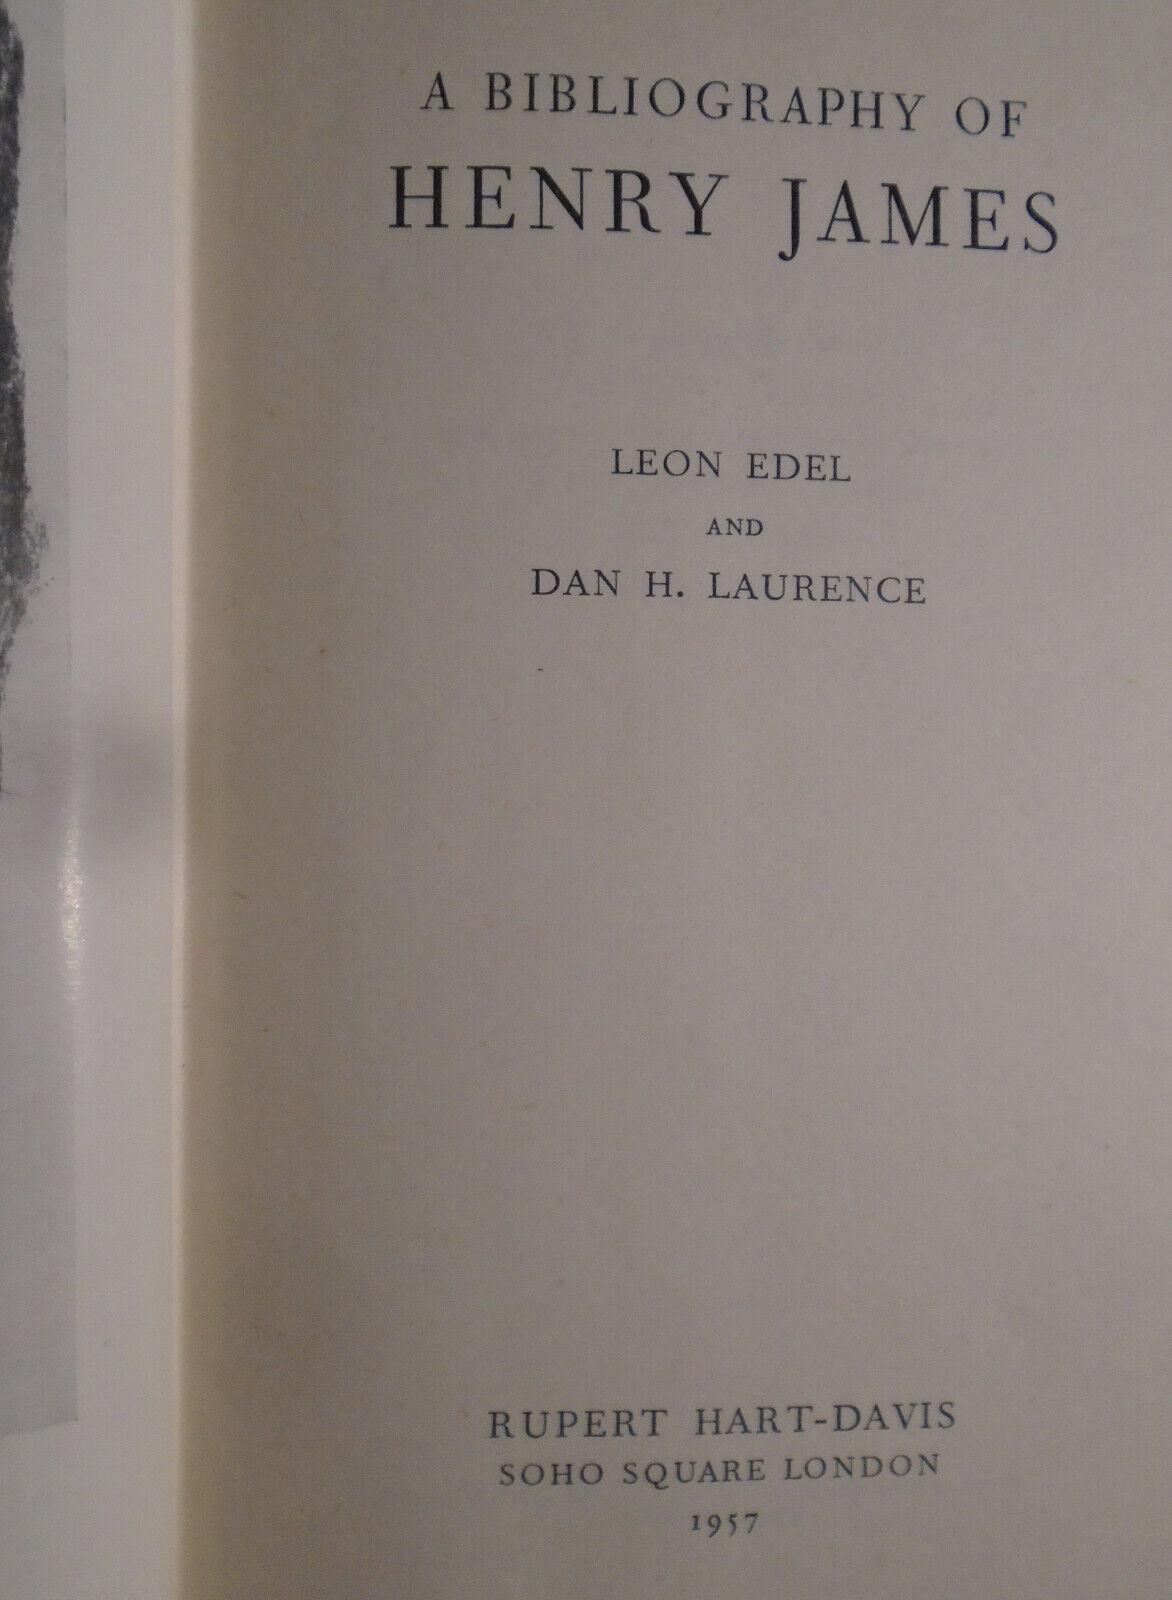 A BIBLIOGRAPHY OF
HENRY JAMES
LEON EDEL
AND
DAN H. LAURENCE
RUPERT HART-DAVIS
SOHO SQUARE LONDON
1957